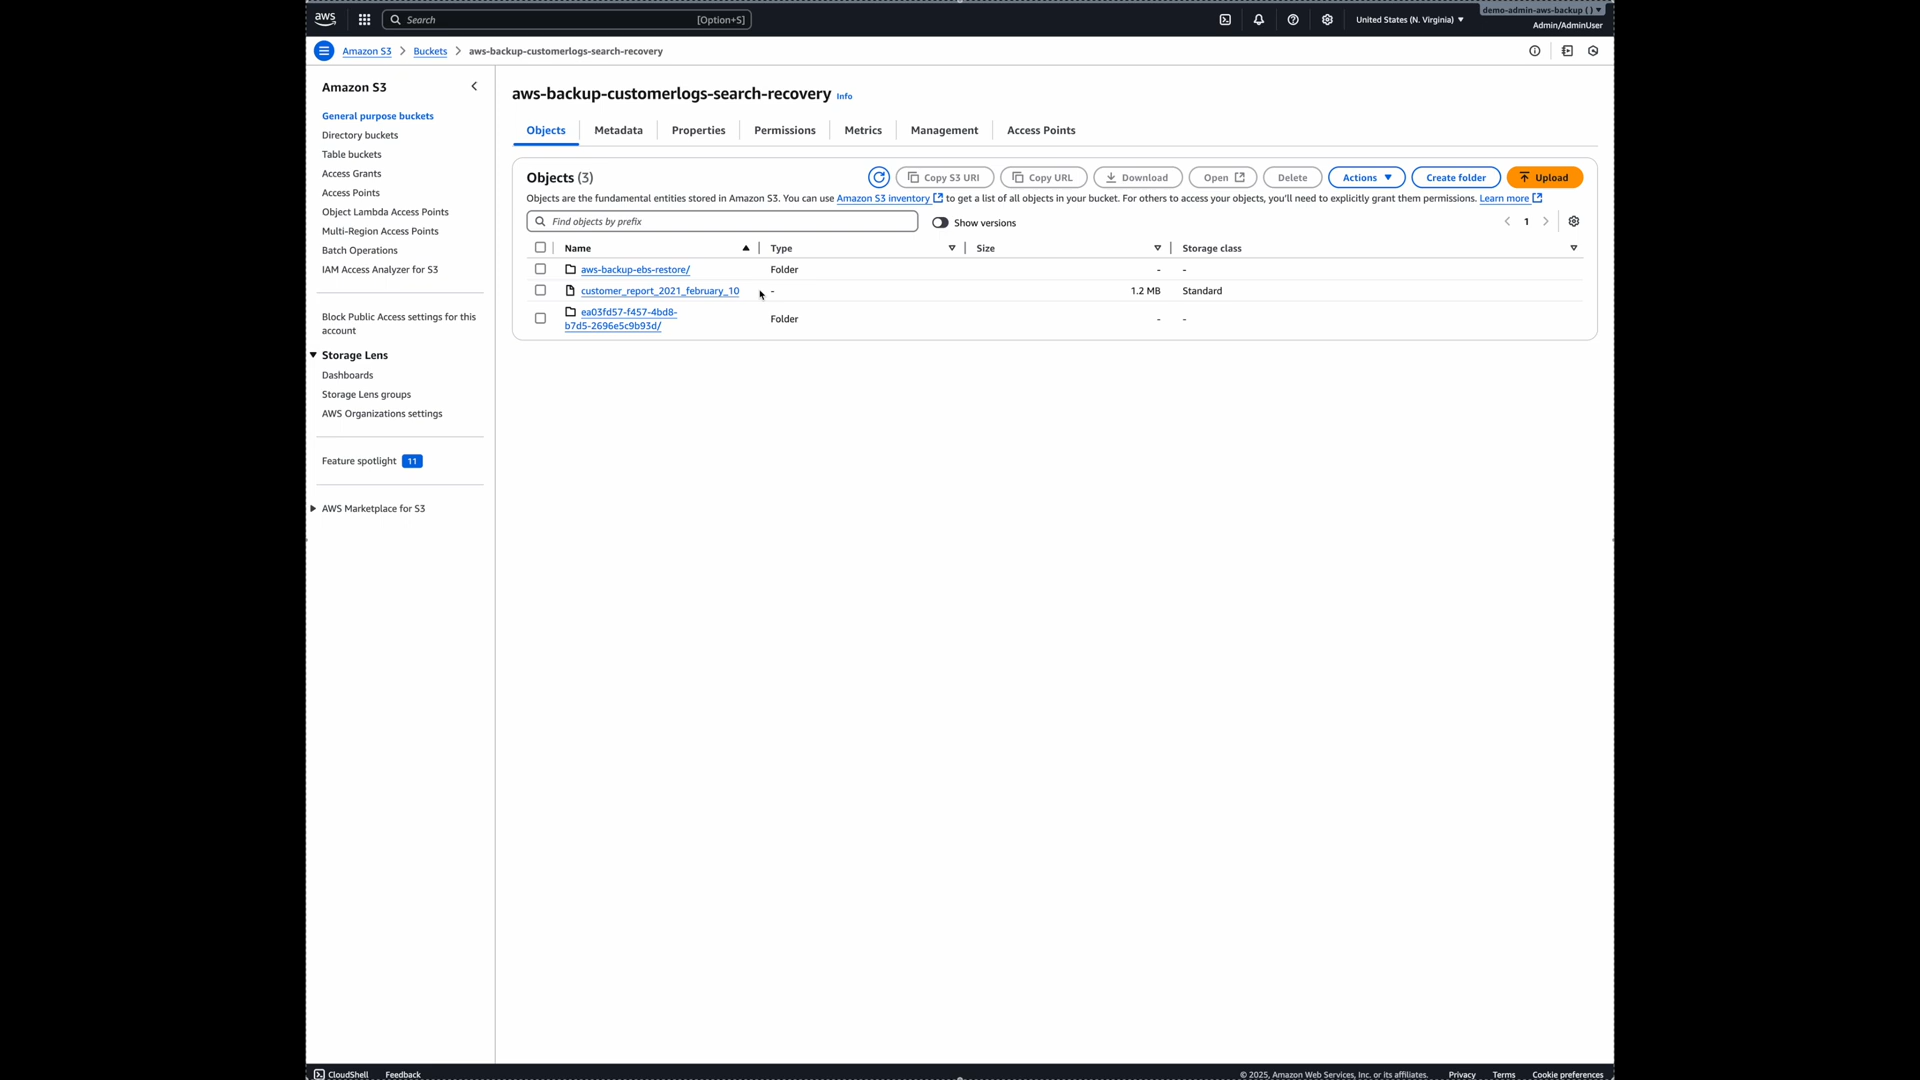 aws
Search [Option+S]
United States (N. Virginia)
demo-admin-aws-backup ( )
Admin/AdminUser
Amazon S3 > Buckets > aws-backup-customerlogs-search-recovery
Amazon S3
General purpose buckets
Directory buckets
Table buckets
Access Grants
Access Points
Object Lambda Access Points
Multi-Region Access Points
Batch Operations
IAM Access Analyzer for S3
Block Public Access settings for this
account
Storage Lens
Dashboards
Storage Lens groups
AWS Organizations settings
Feature spotlight 11
AWS Marketplace for S3
aws-backup-customerlogs-search-recovery Info
Objects Metadata Properties Permissions Metrics Management Access Points
Objects (3)
Copy S3 URI Copy URL Download Open Delete Actions Create folder Upload
Objects are the fundamental entities stored in Amazon S3. You can use Amazon S3 inventory to get a list of all objects in your bucket. For others to access your objects, you'll need to explicitly grant them permissions. Learn more
Find objects by prefix Show versions 1
Name Type Size Storage class
aws-backup-ebs-restore/ Folder - -
customer_report_2021_february_10 - 1.2 MB Standard
ea03fd57-f457-4bd8-
b7d5-2696e5c9b93d/ Folder - -
CloudShell Feedback © 2025, Amazon Web Services, Inc. or its affiliates. Privacy Terms Cookie preferences